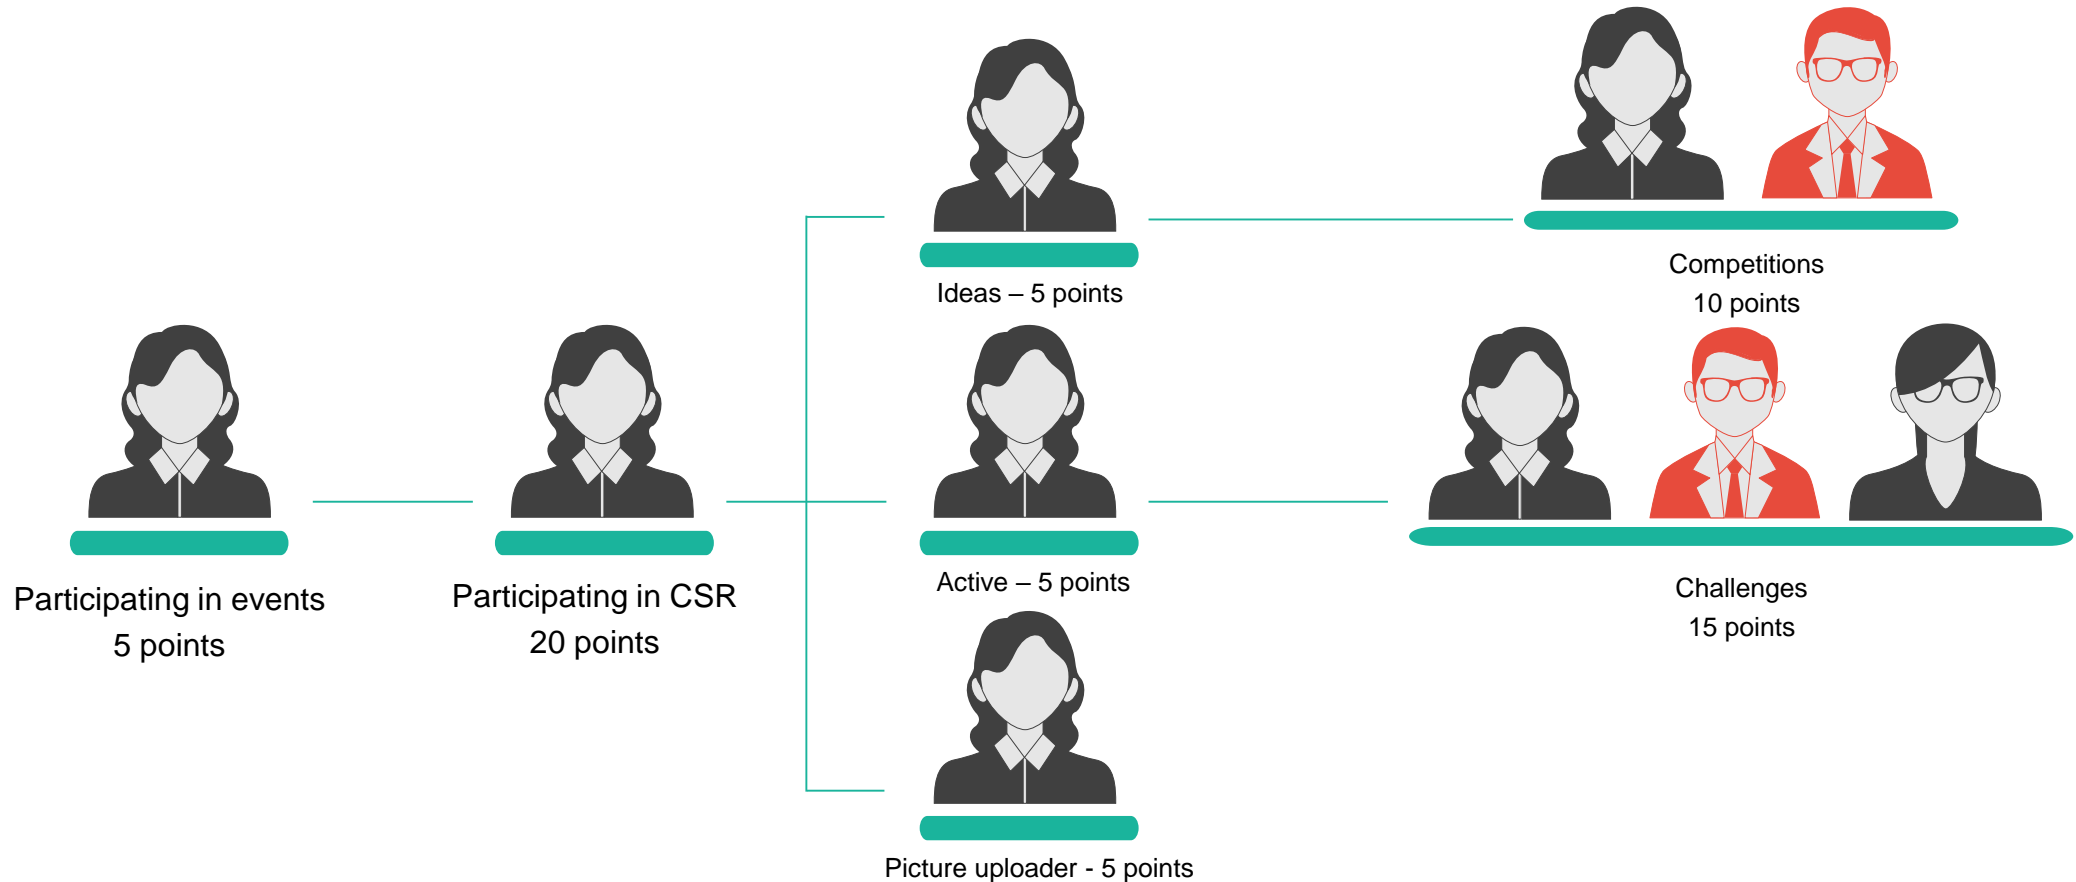 Participating in events
5 points
Participating in CSR
20 points
Ideas – 5 points
Active – 5 points
Picture uploader - 5 points
Competitions
10 points
Challenges
15 points